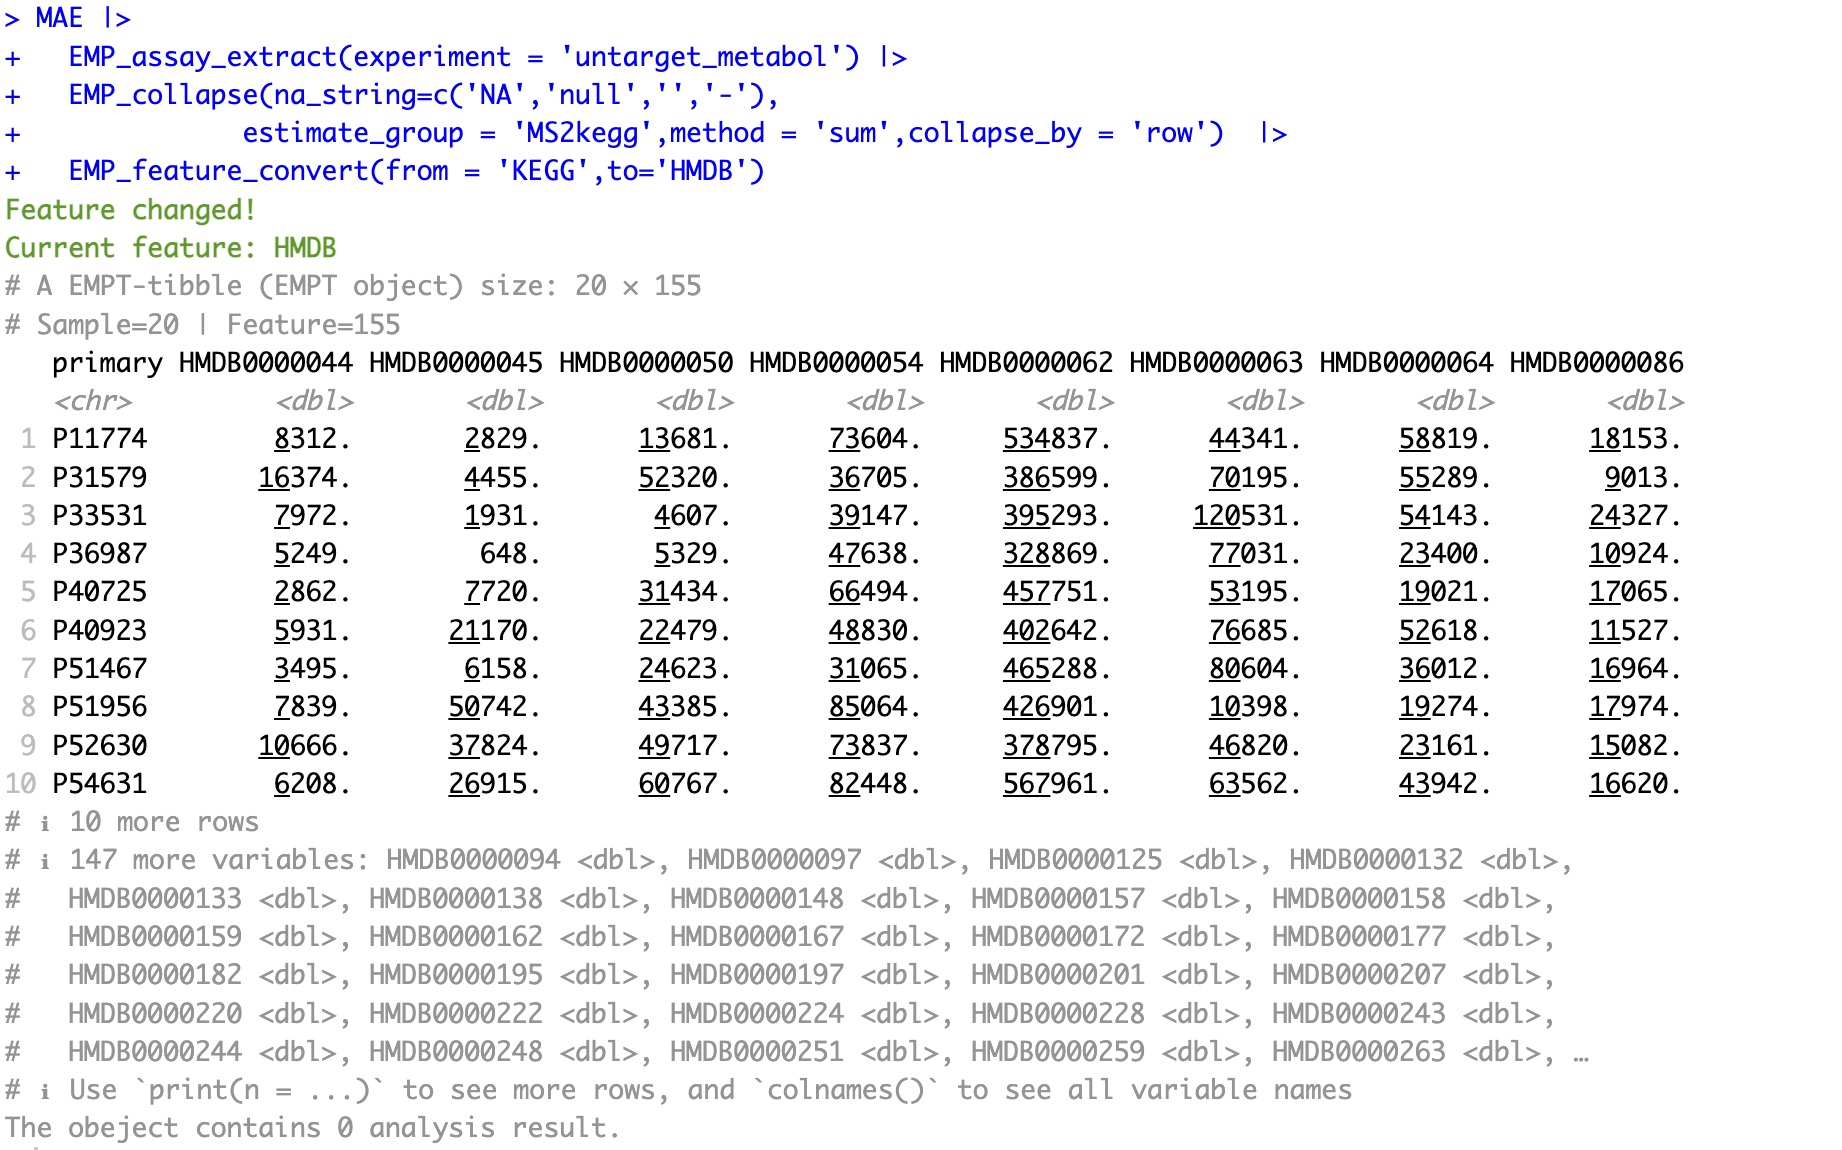 > MAE |>
+   EMP_assay_extract(experiment = 'untarget_metabol') |>
+   EMP_collapse(na_string=c('NA','null','','-'),
+              estimate_group = 'MS2kegg',method = 'sum',collapse_by = 'row')  |>
+   EMP_feature_convert(from = 'KEGG',to='HMDB')
Feature changed!
Current feature: HMDB
# A EMPT-tibble (EMPT object) size: 20 × 155
# Sample=20 | Feature=155
   primary HMDB0000044 HMDB0000045 HMDB0000050 HMDB0000054 HMDB0000062 HMDB0000063 HMDB0000064 HMDB0000086
   <chr>         <dbl>       <dbl>       <dbl>       <dbl>       <dbl>       <dbl>       <dbl>       <dbl>
 1 P11774        8312.       2829.      13681.      73604.     534837.      44341.      58819.      18153.
 2 P31579       16374.       4455.      52320.      36705.     386599.      70195.      55289.       9013.
 3 P33531        7972.       1931.       4607.      39147.     395293.     120531.      54143.      24327.
 4 P36987        5249.        648.       5329.      47638.     328869.      77031.      23400.      10924.
 5 P40725        2862.       7720.      31434.      66494.     457751.      53195.      19021.      17065.
 6 P40923        5931.      21170.      22479.      48830.     402642.      76685.      52618.      11527.
 7 P51467        3495.       6158.      24623.      31065.     465288.      80604.      36012.      16964.
 8 P51956        7839.      50742.      43385.      85064.     426901.      10398.      19274.      17974.
 9 P52630       10666.      37824.      49717.      73837.     378795.      46820.      23161.      15082.
10 P54631        6208.      26915.      60767.      82448.     567961.      63562.      43942.      16620.
# ℹ 10 more rows
# ℹ 147 more variables: HMDB0000094 <dbl>, HMDB0000097 <dbl>, HMDB0000125 <dbl>, HMDB0000132 <dbl>,
#   HMDB0000133 <dbl>, HMDB0000138 <dbl>, HMDB0000148 <dbl>, HMDB0000157 <dbl>, HMDB0000158 <dbl>,
#   HMDB0000159 <dbl>, HMDB0000162 <dbl>, HMDB0000167 <dbl>, HMDB0000172 <dbl>, HMDB0000177 <dbl>,
#   HMDB0000182 <dbl>, HMDB0000195 <dbl>, HMDB0000197 <dbl>, HMDB0000201 <dbl>, HMDB0000207 <dbl>,
#   HMDB0000220 <dbl>, HMDB0000222 <dbl>, HMDB0000224 <dbl>, HMDB0000228 <dbl>, HMDB0000243 <dbl>,
#   HMDB0000244 <dbl>, HMDB0000248 <dbl>, HMDB0000251 <dbl>, HMDB0000259 <dbl>, HMDB0000263 <dbl>, …
# ℹ Use `print(n = ...)` to see more rows, and `colnames()` to see all variable names
The obeject contains 0 analysis result.